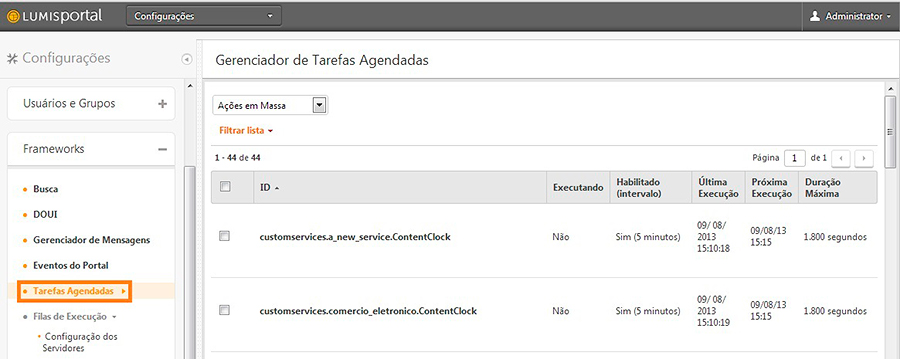 LUMISPORTAL
Configurações
Administrator
Configurações
Usuários e Grupos
Frameworks
Busca
DOUI
Gerenciador de Mensagens
Eventos do Portal
Tarefas Agendadas
Filas de Execução
Configuração dos
Servidores
Gerenciador de Tarefas Agendadas
Ações em Massa
Filtrar lista
1 - 44 de 44
Página 1 de 1
ID Executando Habilitado (intervalo) Última Execução Próxima Execução Duração Máxima
customservices.a_new_service.ContentClock Não Sim (5 minutos) 09/ 08/ 2013 15:10:18 09/08/13 15:15 1.800 segundos
customservices.comercio_eletronico.ContentClock Não Sim (5 minutos) 09/ 08/ 2013 15:10:19 09/08/13 15:15 1.800 segundos